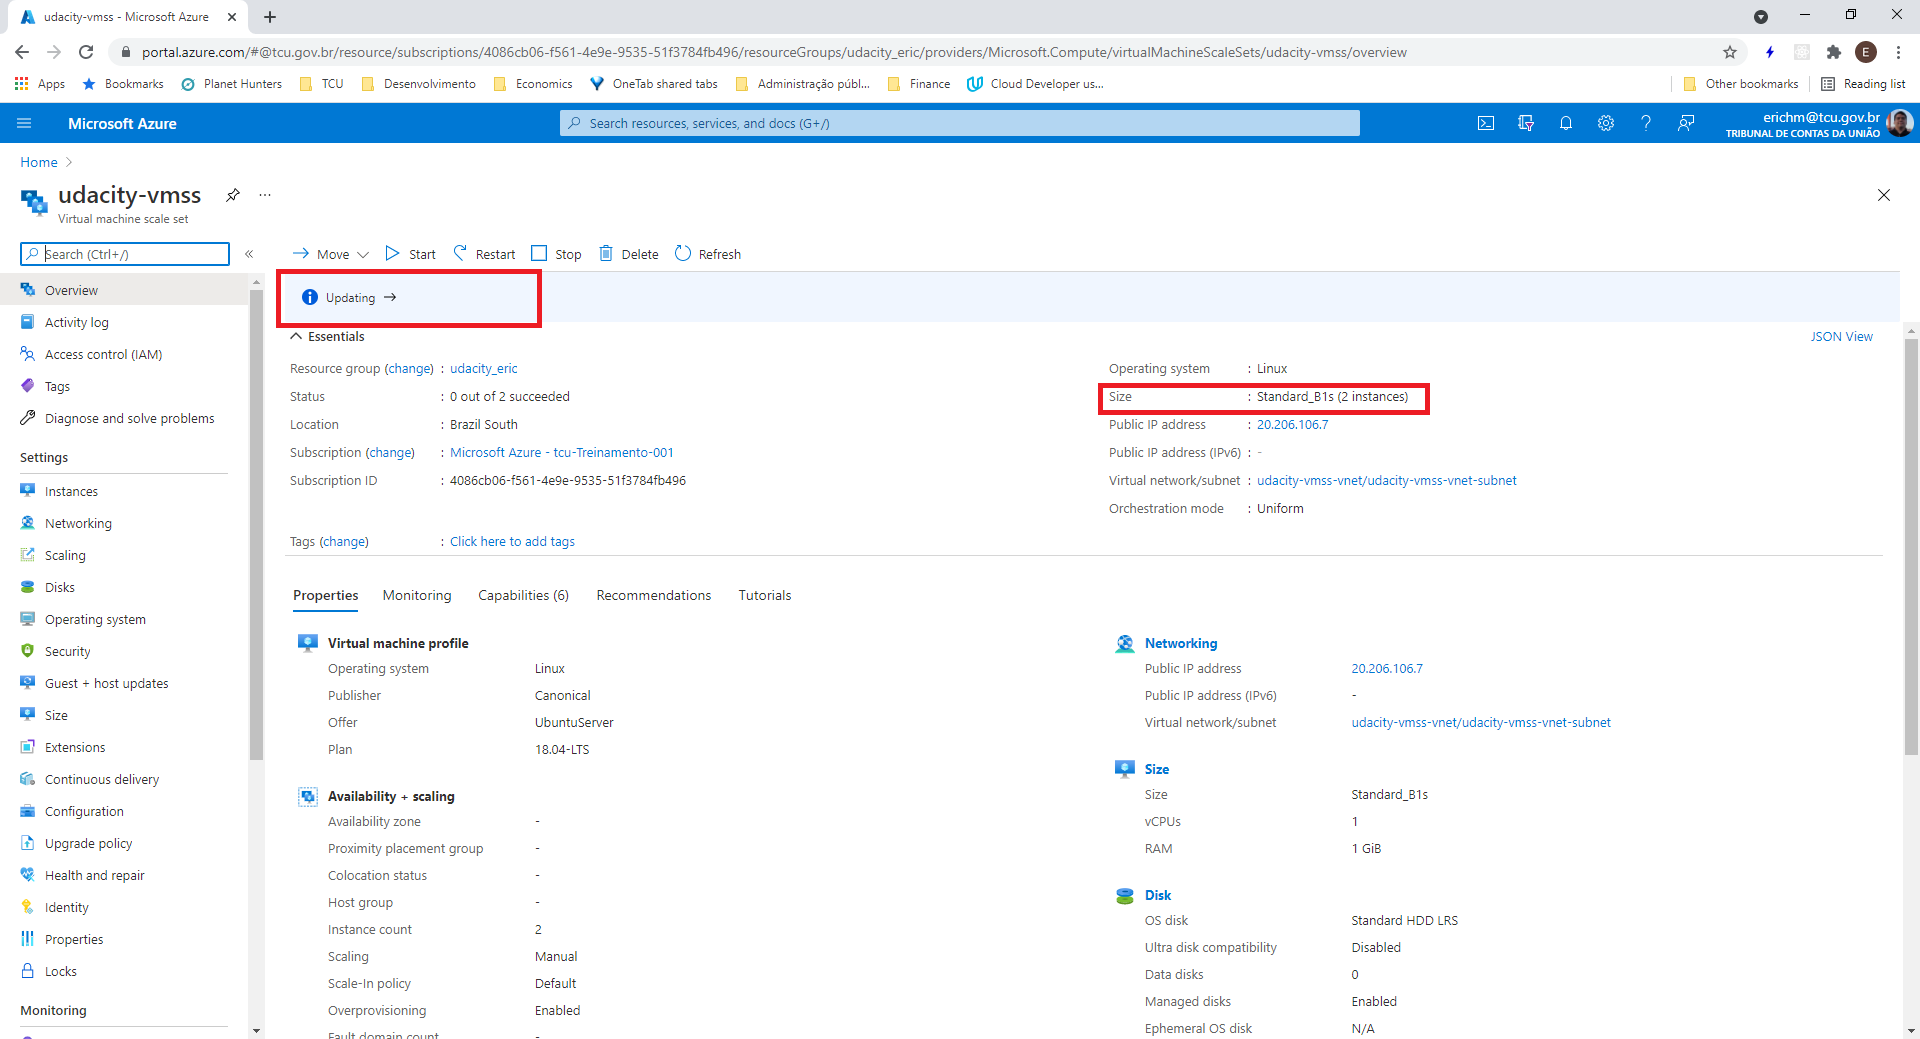 udacity-vmss - Microsoft Azure
portal.azure.com/#@tcu.gov.br/resource/subscriptions/4086cb06-f561-4e9e-9535-51f3784fb496/resourceGroups/udacity_eric/providers/Microsoft.Compute/virtualMachineScaleSets/udacity-vmss/overview
E
Apps
Bookmarks
Planet Hunters
TCU
Desenvolvimento
Economics
OneTab shared tabs
Administração públ...
Finance
Cloud Developer us...
Other bookmarks
Reading list
Microsoft Azure
Search resources, services, and docs (G+/)
erichm@tcu.gov.br
TRIBUNAL DE CONTAS DA UNIÃO
Home
udacity-vmss
Virtual machine scale set
Search (Ctrl+/)
Move
Start
Restart
Stop
Delete
Refresh
Updating →
Overview
Activity log
Access control (IAM)
Tags
Diagnose and solve problems
Settings
Instances
Networking
Scaling
Disks
Operating system
Security
Guest + host updates
Size
Extensions
Continuous delivery
Configuration
Upgrade policy
Health and repair
Identity
Properties
Locks
Monitoring
Essentials
JSON View
Resource group (change) : udacity_eric
Status : 0 out of 2 succeeded
Location : Brazil South
Subscription (change) : Microsoft Azure - tcu-Treinamento-001
Subscription ID : 4086cb06-f561-4e9e-9535-51f3784fb496
Tags (change) : Click here to add tags
Operating system : Linux
Size : Standard_B1s (2 instances)
Public IP address : 20.206.106.7
Public IP address (IPv6) : -
Virtual network/subnet : udacity-vmss-vnet/udacity-vmss-vnet-subnet
Orchestration mode : Uniform
Properties
Monitoring
Capabilities (6)
Recommendations
Tutorials
Virtual machine profile
Operating system Linux
Publisher Canonical
Offer UbuntuServer
Plan 18.04-LTS
Availability + scaling
Availability zone -
Proximity placement group -
Colocation status -
Host group -
Instance count 2
Scaling Manual
Scale-In policy Default
Overprovisioning Enabled
Fault domain count -
Networking
Public IP address 20.206.106.7
Public IP address (IPv6) -
Virtual network/subnet udacity-vmss-vnet/udacity-vmss-vnet-subnet
Size
Size Standard_B1s
vCPUs 1
RAM 1 GiB
Disk
OS disk Standard HDD LRS
Ultra disk compatibility Disabled
Data disks 0
Managed disks Enabled
Ephemeral OS disk N/A